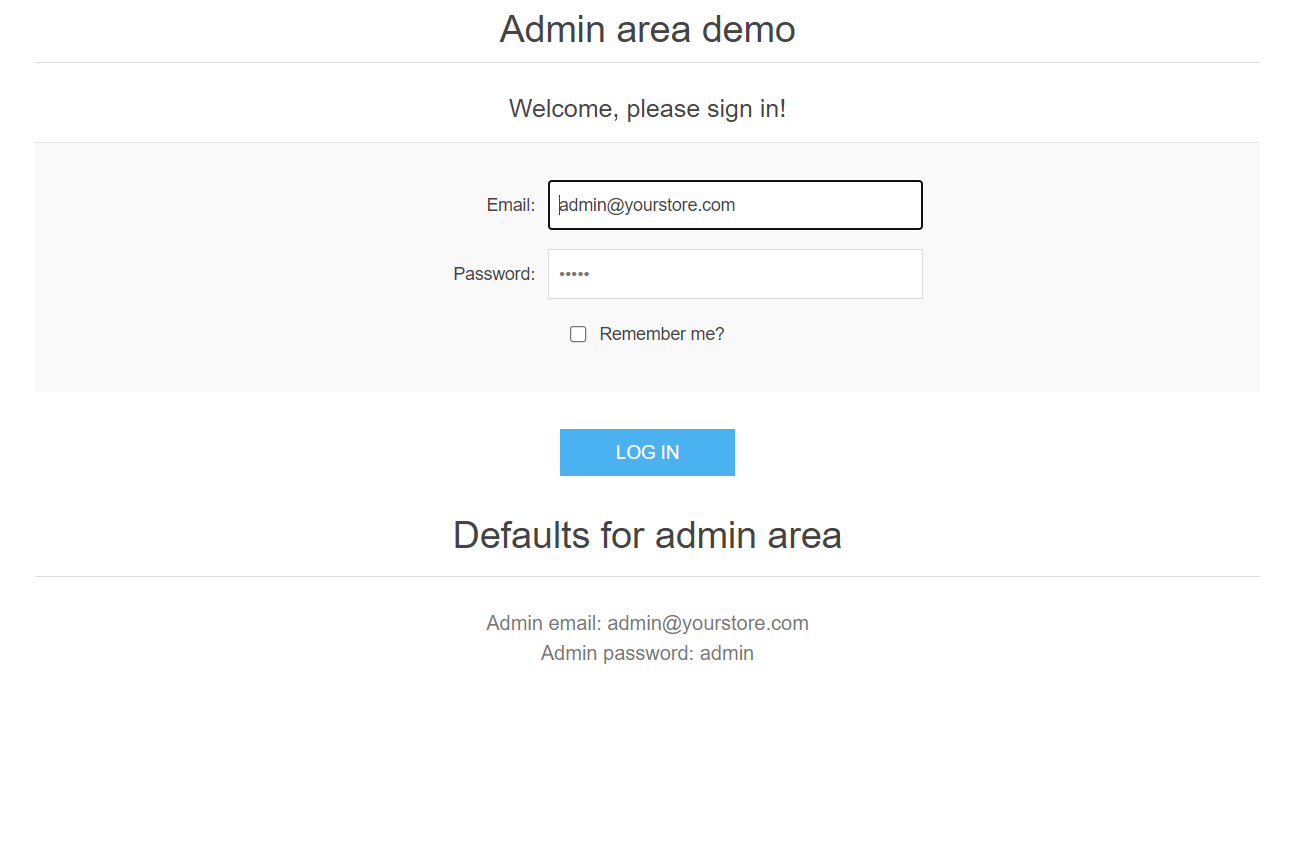 Admin area demo
Welcome, please sign in!
Email: admin@yourstore.com
Password: •••••
Remember me?
LOG IN
Defaults for admin area
Admin email: admin@yourstore.com
Admin password: admin